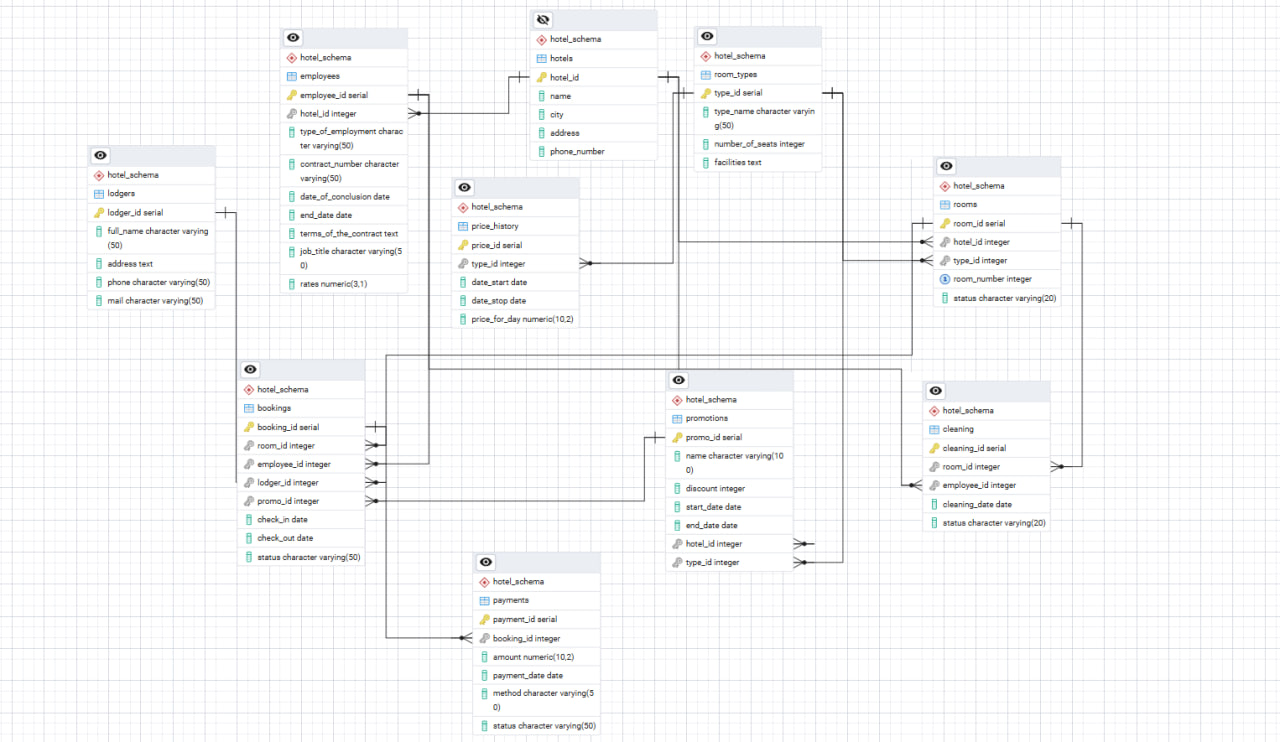 hotel_schema
employees
employee_id serial
hotel_id integer
type_of_employment charac
ter varying(50)
contract_number character
varying(50)
date_of_conclusion date
end_date date
terms_of_the_contract text
job_title character varying(5
0)
rates numeric(3,1)
hotel_schema
hotels
hotel_id
name
city
address
phone_number
hotel_schema
room_types
type_id serial
type_name character varyin
g(50)
number_of_seats integer
facilities text
hotel_schema
lodgers
lodger_id serial
full_name character varying
(50)
address text
phone character varying(50)
mail character varying(50)
hotel_schema
price_history
price_id serial
type_id integer
date_start date
date_stop date
price_for_day numeric(10,2)
hotel_schema
rooms
room_id serial
hotel_id integer
type_id integer
room_number integer
status character varying(20)
hotel_schema
bookings
booking_id serial
room_id integer
employee_id integer
lodger_id integer
promo_id integer
check_in date
check_out date
status character varying(50)
hotel_schema
promotions
promo_id serial
name character varying(10
0)
discount integer
start_date date
end_date date
hotel_id integer
type_id integer
hotel_schema
cleaning
cleaning_id serial
room_id integer
employee_id integer
cleaning_date date
status character varying(20)
hotel_schema
payments
payment_id serial
booking_id integer
amount numeric(10,2)
payment_date date
method character varying(5
0)
status character varying(50)